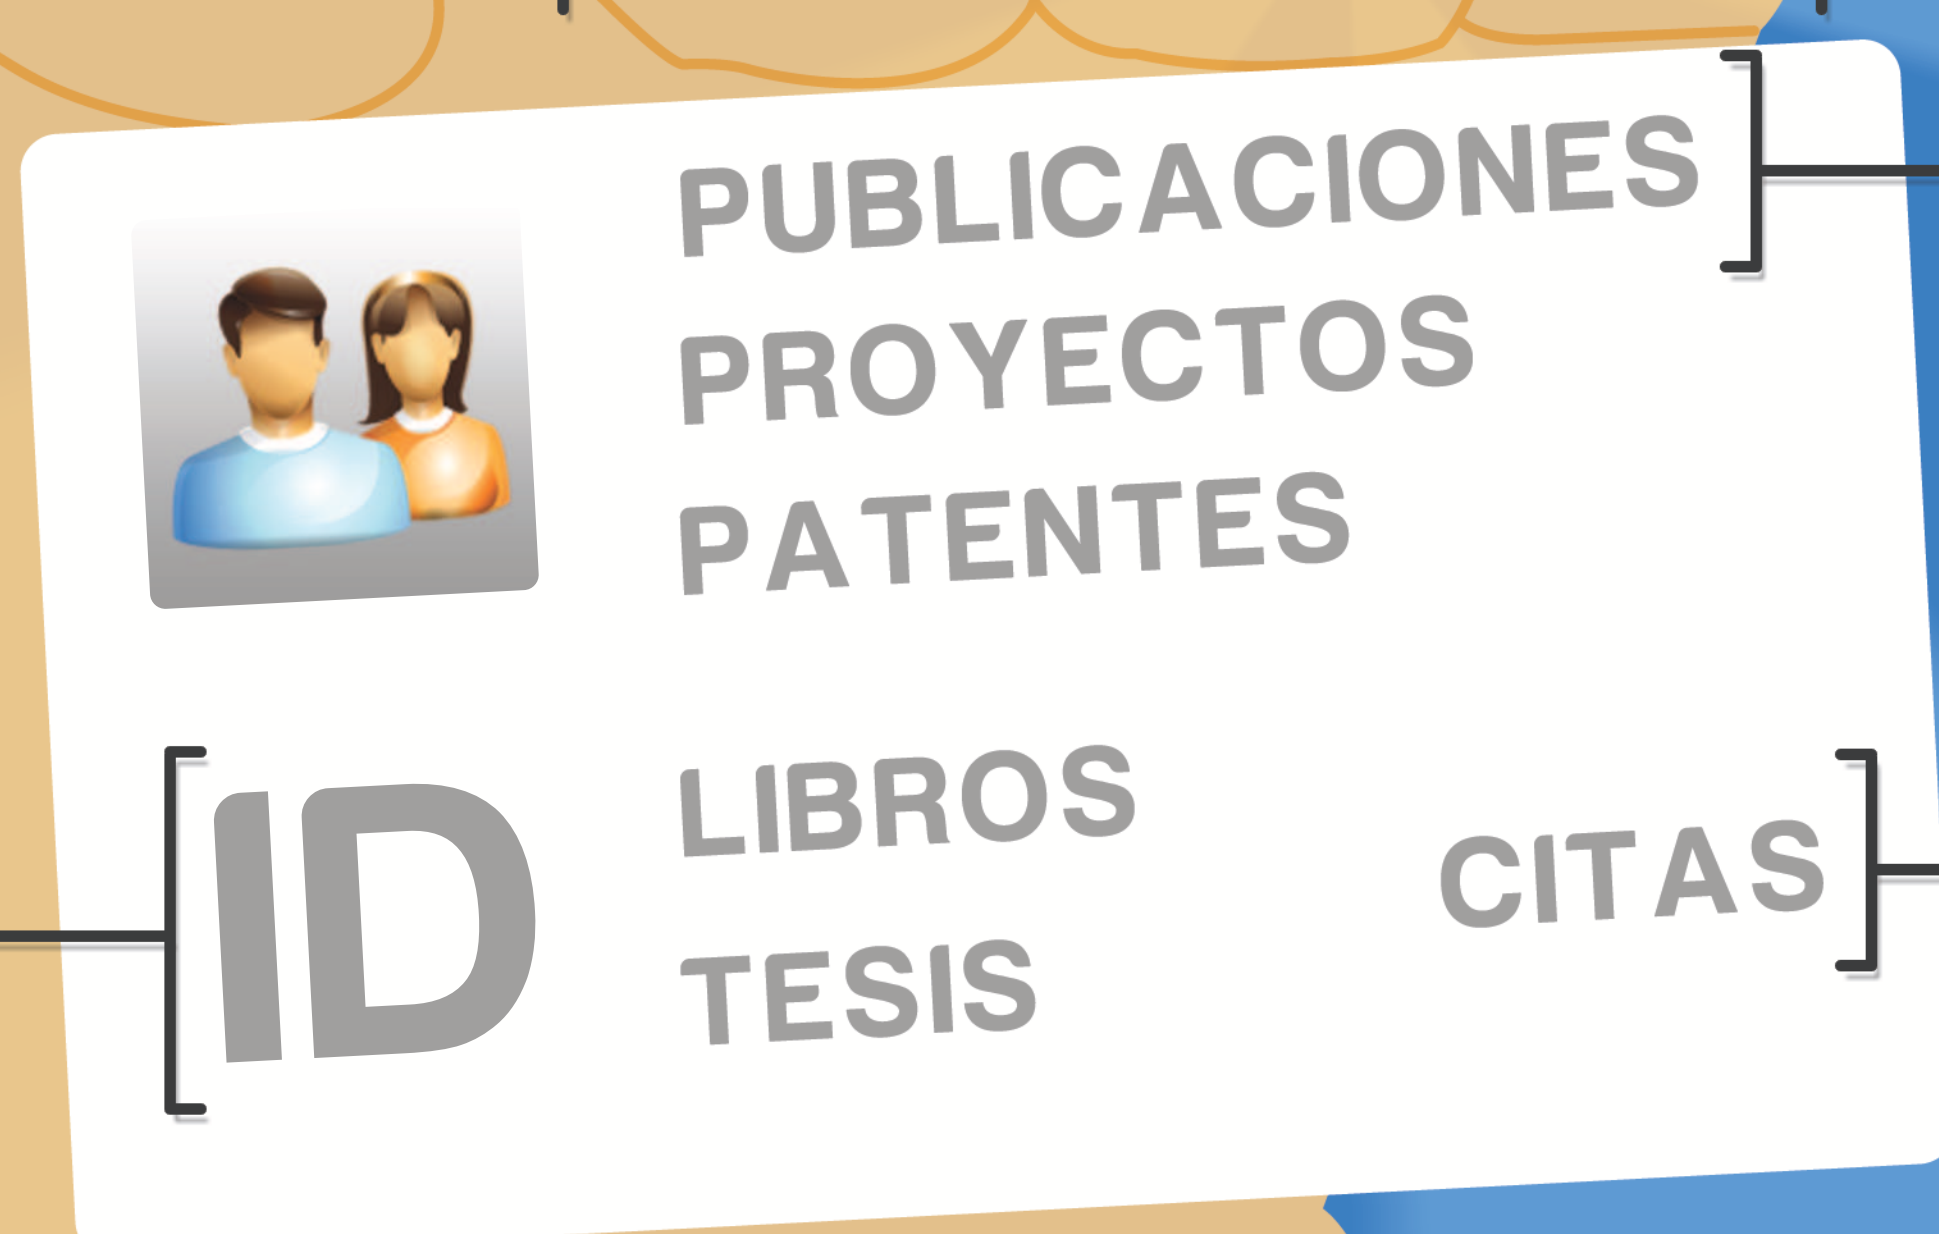 PUBLICACIONES
PROYECTOS
PATENTES
ID
LIBROS
CITAS
TESIS